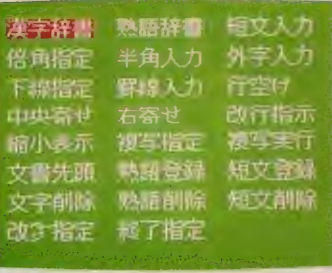 漢字辞書 熟語辞書 短文入力
倍角指定 半角入力 外字入力
下線指定 罫線入力 行空け
中央寄せ 右寄せ 改行指示
縮小表示 複写指定 複写実行
文書先頭 熟語登録 短文登録
文字削除 熟語削除 短文削除
改字指定 終了指定